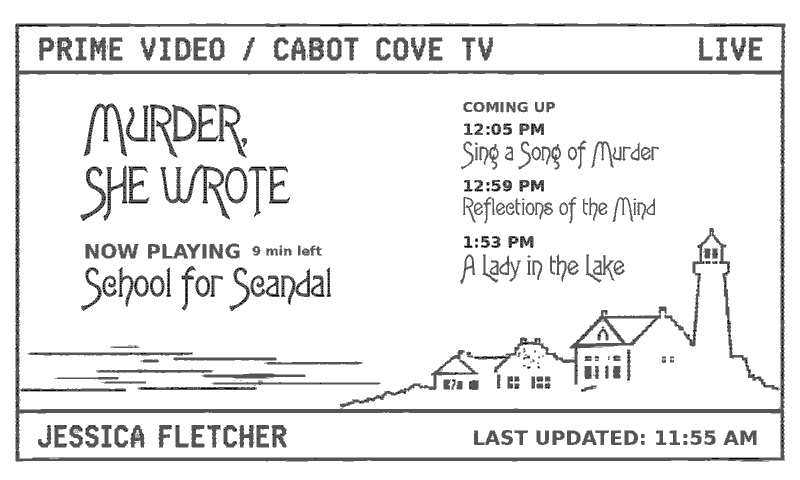 PRIME VIDEO / CABOT COVE TV
LIVE
MURDER,
SHE WROTE
NOW PLAYING 9 min left
School for Scandal
COMING UP
12:05 PM
Sing a Song of Murder
12:59 PM
Reflections of the Mind
1:53 PM
A Lady in the Lake
JESSICA FLETCHER
LAST UPDATED: 11:55 AM